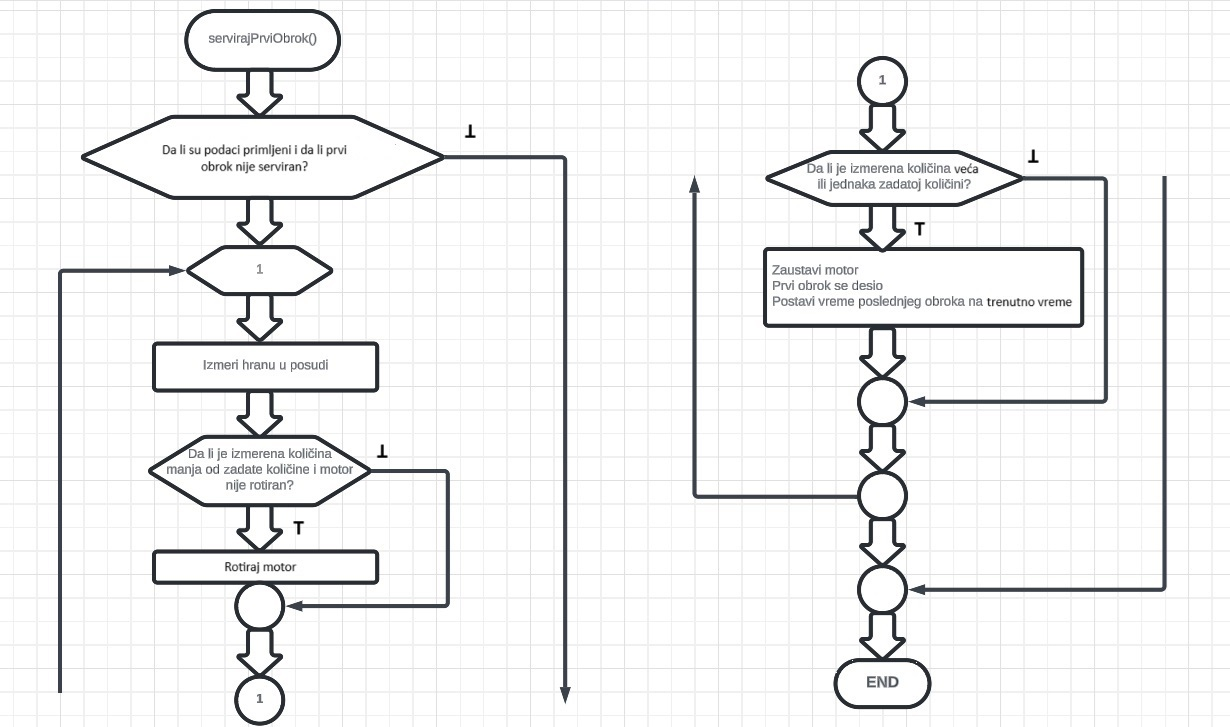 servirajPrviObrok()
Da li su podaci primljeni i da li prvi
obrok nije serviran?
⊥
1
Izmeri hranu u posudi
Da li je izmerena količina
manja od zadate količine i motor
nije rotiran?
⊥
T
Rotiraj motor
1
1
Da li je izmerena količina veća
ili jednaka zadatoj količini?
⊥
T
Zaustavi motor
Prvi obrok se desio
Postavi vreme poslednjeg obroka na trenutno vreme
END